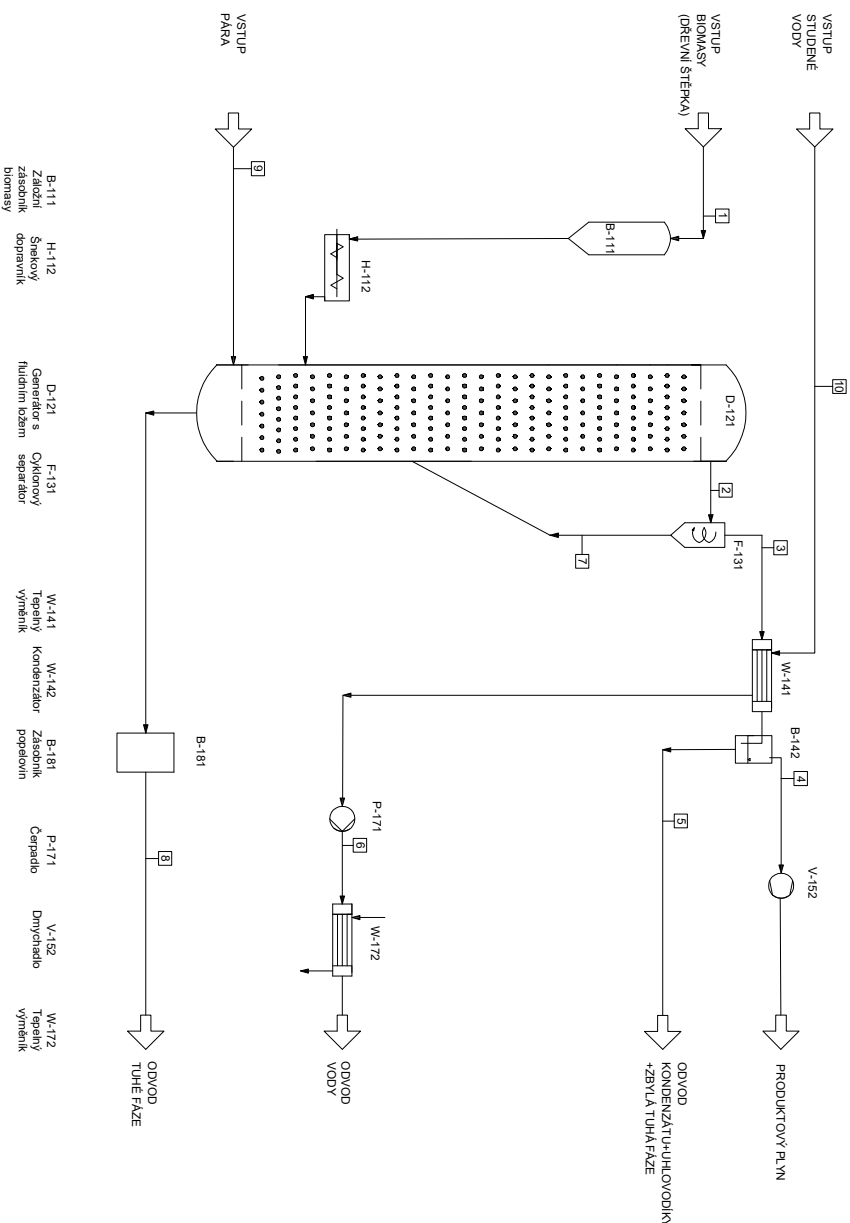 VSTUP
STUDENÉ
VODY
VSTUP
BIOMASY
(DŘEVNÍ ŠTĚPKA)
VSTUP
PÁRA
10
1
9
B-111
H-112
D-121
2
F-131
3
7
W-141
B-142
4
5
V-152
P-171
6
W-172
B-181
8
PRODUKTOVÝ PLYN
ODVOD
KONDENZÁTU+UHLOVODÍKY
+ZBYLÁ TUHÁ FÁZE
ODVOD
VODY
ODVOD
TUHÉ FÁZE
B-111
Záložní
zásobník
biomasy
H-112
Šnekový
dopravník
D-121
Generátor s
fluidním ložem
F-131
Cyklonový
separátor
W-141
Tepelný
výměník
W-142
Kondenzátor
B-181
Zásobník
popelovin
P-171
Čerpadlo
V-152
Dmychadlo
W-172
Tepelný
výměník